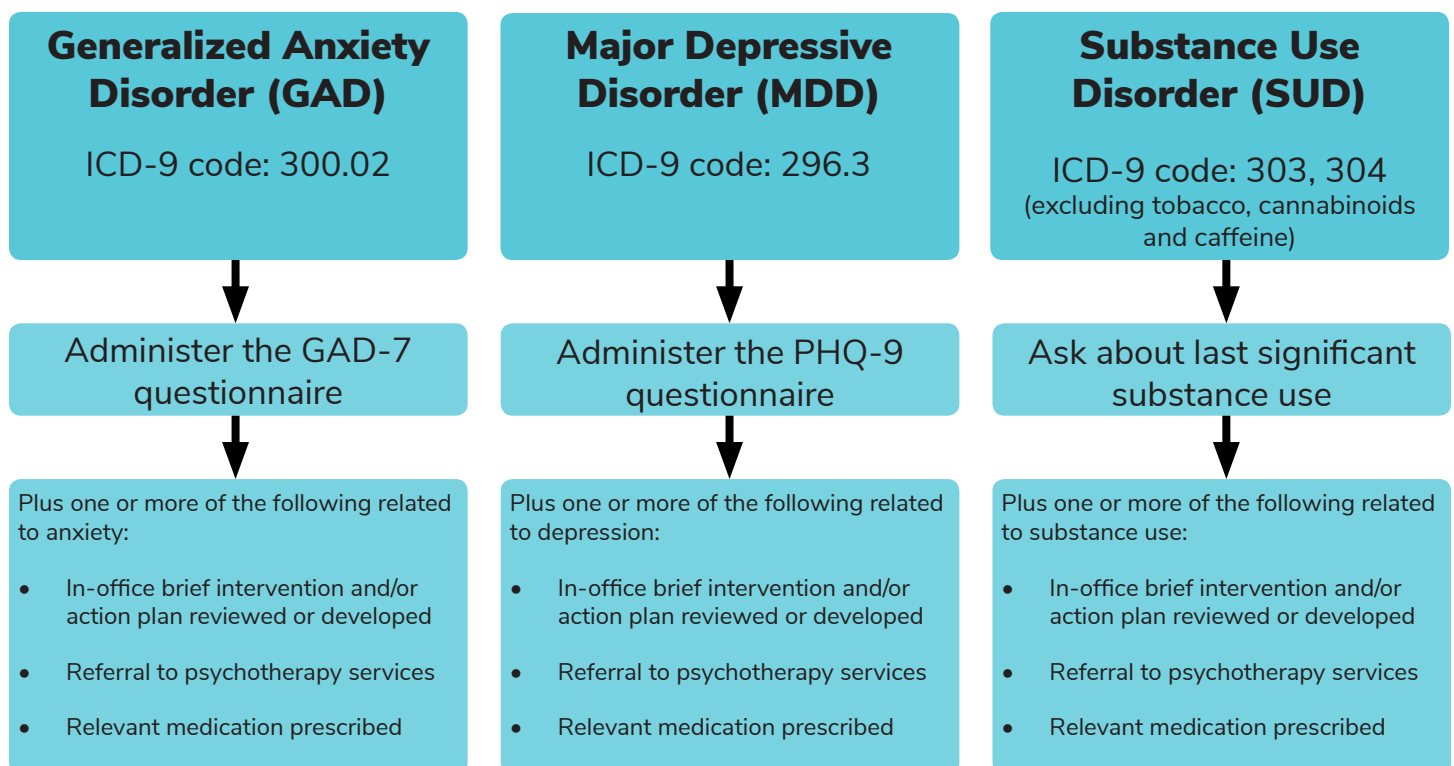 Generalized Anxiety
Disorder (GAD)
ICD-9 code: 300.02
Administer the GAD-7
questionnaire
Plus one or more of the following related
to anxiety:
• In-office brief intervention and/or
action plan reviewed or developed
• Referral to psychotherapy services
• Relevant medication prescribed
Major Depressive
Disorder (MDD)
ICD-9 code: 296.3
Administer the PHQ-9
questionnaire
Plus one or more of the following related
to depression:
• In-office brief intervention and/or
action plan reviewed or developed
• Referral to psychotherapy services
• Relevant medication prescribed
Substance Use
Disorder (SUD)
ICD-9 code: 303, 304
(excluding tobacco, cannabinoids
and caffeine)
Ask about last significant
substance use
Plus one or more of the following related
to substance use:
• In-office brief intervention and/or
action plan reviewed or developed
• Referral to psychotherapy services
• Relevant medication prescribed